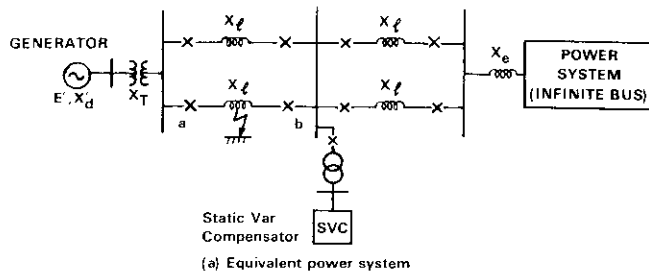 GENERATOR
E', X'd
XT
Xℓ
Xℓ
Xℓ
Xℓ
a
b
Xe
POWER
SYSTEM
(INFINITE BUS)
Static Var
Compensator
SVC
(a) Equivalent power system